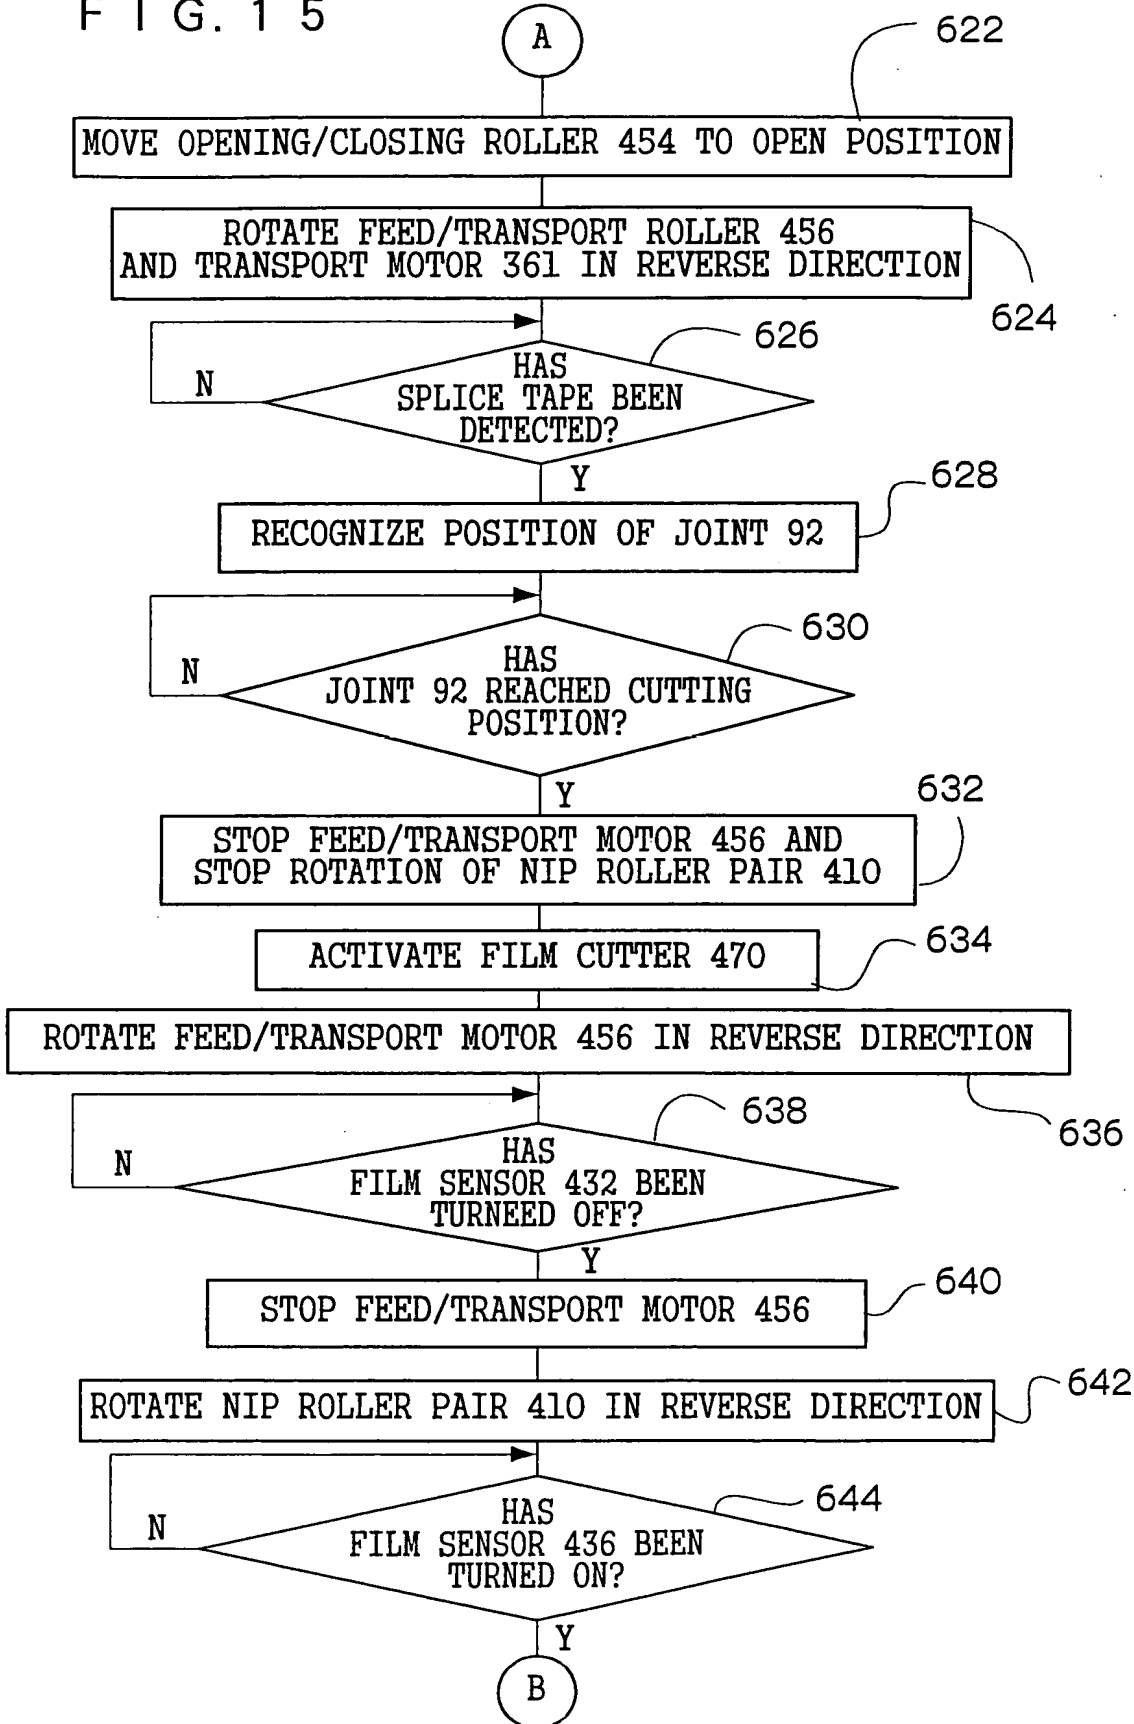 FIG. 15
A
622
MOVE OPENING/CLOSING ROLLER 454 TO OPEN POSITION
ROTATE FEED/TRANSPORT ROLLER 456
AND TRANSPORT MOTOR 361 IN REVERSE DIRECTION
624
626
HAS
SPLICE TAPE BEEN
DETECTED?
N
Y
628
RECOGNIZE POSITION OF JOINT 92
630
HAS
JOINT 92 REACHED CUTTING
POSITION?
N
Y
632
STOP FEED/TRANSPORT MOTOR 456 AND
STOP ROTATION OF NIP ROLLER PAIR 410
634
ACTIVATE FILM CUTTER 470
ROTATE FEED/TRANSPORT MOTOR 456 IN REVERSE DIRECTION
636
638
HAS
FILM SENSOR 432 BEEN
TURNEED OFF?
N
Y
640
STOP FEED/TRANSPORT MOTOR 456
642
ROTATE NIP ROLLER PAIR 410 IN REVERSE DIRECTION
644
HAS
FILM SENSOR 436 BEEN
TURNED ON?
N
Y
B